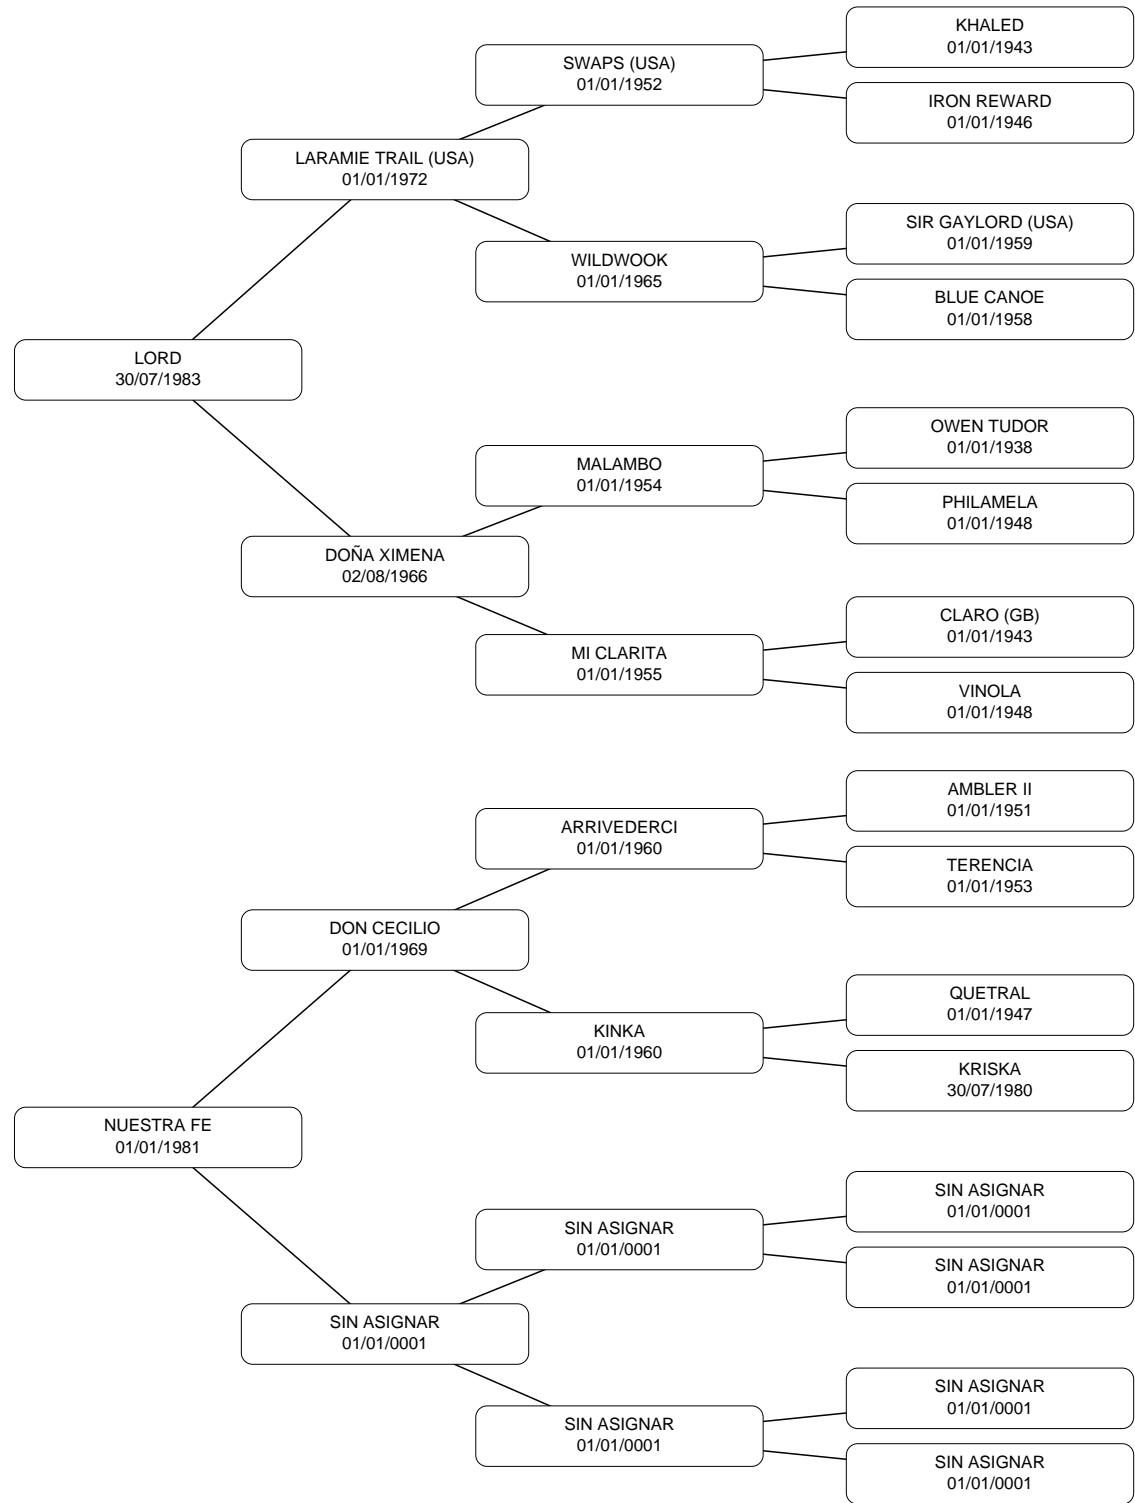 KHALED
01/01/1943
SWAPS (USA)
01/01/1952
IRON REWARD
01/01/1946
LARAMIE TRAIL (USA)
01/01/1972
SIR GAYLORD (USA)
01/01/1959
WILDWOOK
01/01/1965
BLUE CANOE
01/01/1958
LORD
30/07/1983
OWEN TUDOR
01/01/1938
MALAMBO
01/01/1954
PHILAMELA
01/01/1948
DOÑA XIMENA
02/08/1966
CLARO (GB)
01/01/1943
MI CLARITA
01/01/1955
VINOLA
01/01/1948
AMBLER II
01/01/1951
ARRIVEDERCI
01/01/1960
TERENCIA
01/01/1953
DON CECILIO
01/01/1969
QUETRAL
01/01/1947
KINKA
01/01/1960
KRISKA
30/07/1980
NUESTRA FE
01/01/1981
SIN ASIGNAR
01/01/0001
SIN ASIGNAR
01/01/0001
SIN ASIGNAR
01/01/0001
SIN ASIGNAR
01/01/0001
SIN ASIGNAR
01/01/0001
SIN ASIGNAR
01/01/0001
SIN ASIGNAR
01/01/0001